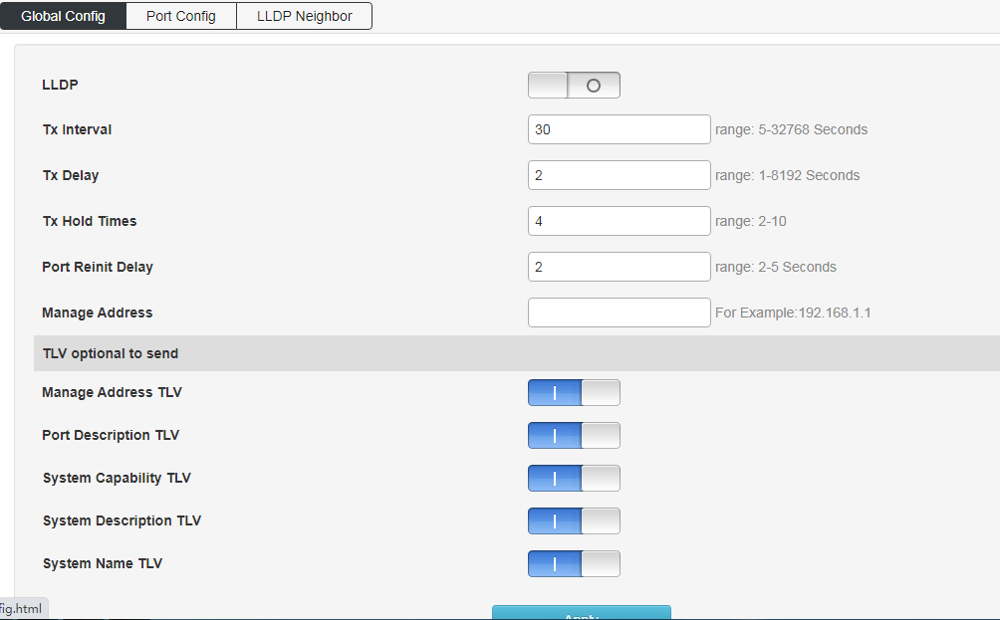 Global Config Port Config LLDP Neighbor
LLDP
Tx Interval 30 range: 5-32768 Seconds
Tx Delay 2 range: 1-8192 Seconds
Tx Hold Times 4 range: 2-10
Port Reinit Delay 2 range: 2-5 Seconds
Manage Address For Example:192.168.1.1
TLV optional to send
Manage Address TLV
Port Description TLV
System Capability TLV
System Description TLV
System Name TLV
fig.html
Apply